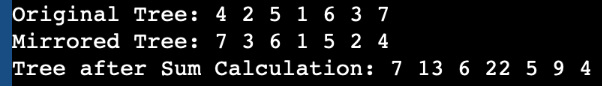 Original Tree: 4 2 5 1 6 3 7
Mirrored Tree: 7 3 6 1 5 2 4
Tree after Sum Calculation: 7 13 6 22 5 9 4